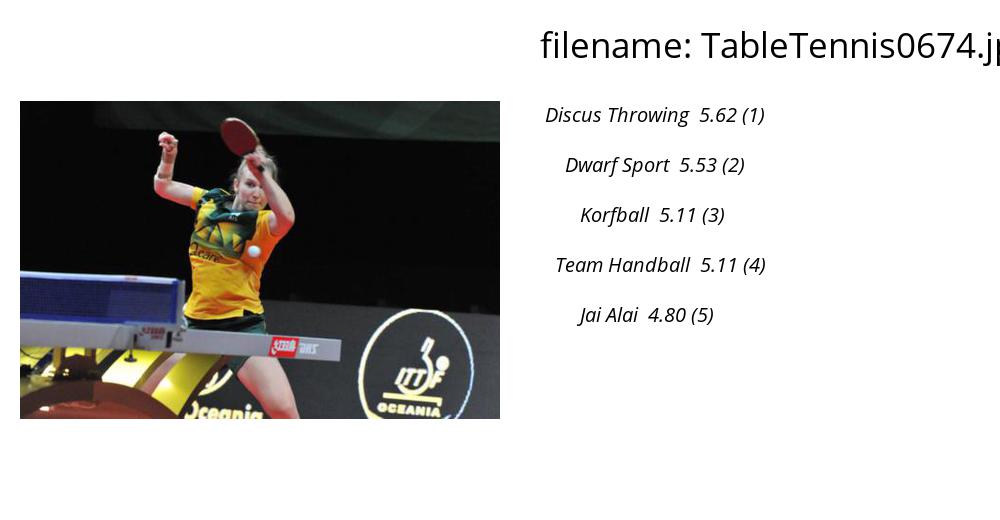 filename: TableTennis0674.jp
Discus Throwing 5.62 (1)
Dwarf Sport 5.53 (2)
Korfball 5.11 (3)
Team Handball 5.11 (4)
Jai Alai 4.80 (5)
ITTF
OCEANIA
Oceania